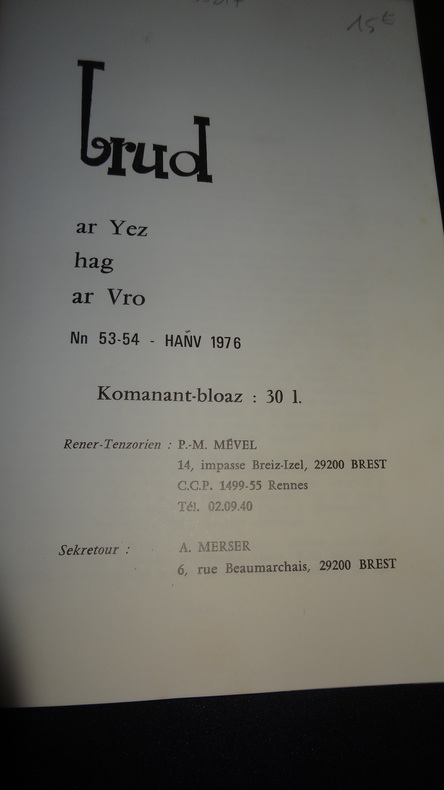 15€
brud
ar Yez
hag
ar Vro
Nn 53-54 - HAÑV 1976
Komanant-bloaz : 30 l.
Rener-Tenzorien : P.-M. MÉVEL
14, impasse Breiz-Izel, 29200 BREST
C.C.P. 1499-55 Rennes
Tél. 02.09.40
Sekretour : A. MERSER
6, rue Beaumarchais, 29200 BREST